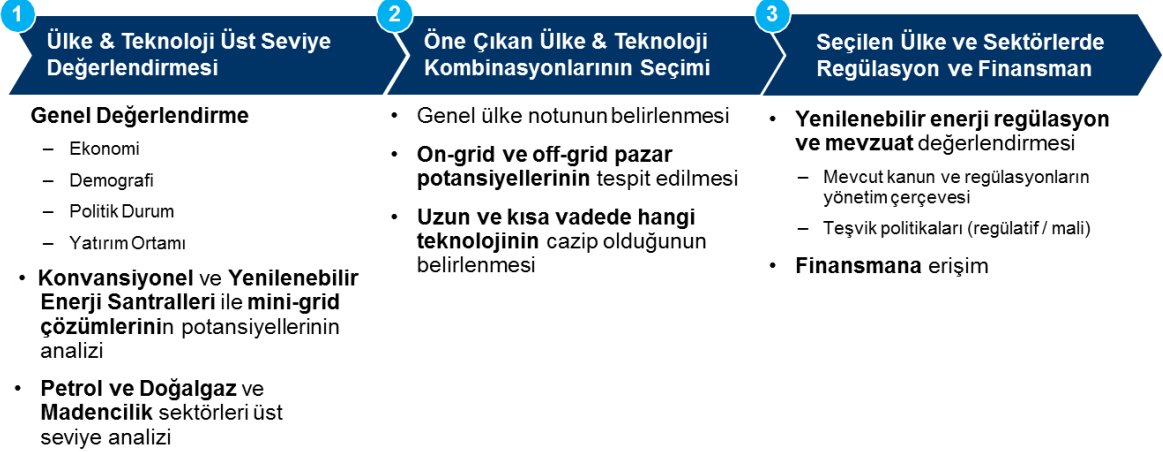 1
Ülke & Teknoloji Üst Seviye
Değerlendirmesi
Genel Değerlendirme
– Ekonomi
– Demografi
– Politik Durum
– Yatırım Ortamı
• Konvansiyonel ve Yenilenebilir
Enerji Santralleri ile mini-grid
çözümlerinin potansiyellerinin
analizi
• Petrol ve Doğalgaz ve
Madencilik sektörleri üst
seviye analizi
2
Öne Çıkan Ülke & Teknoloji
Kombinasyonlarının Seçimi
• Genel ülke notunun belirlenmesi
• On-grid ve off-grid pazar
potansiyellerinin tespit edilmesi
• Uzun ve kısa vadede hangi
teknolojinin cazip olduğunun
belirlenmesi
3
Seçilen Ülke ve Sektörlerde
Regülasyon ve Finansman
• Yenilenebilir enerji regülasyon
ve mevzuat değerlendirmesi
– Mevcut kanun ve regülasyonların
yönetim çerçevesi
– Teşvik politikaları (regülatif / mali)
• Finansmana erişim